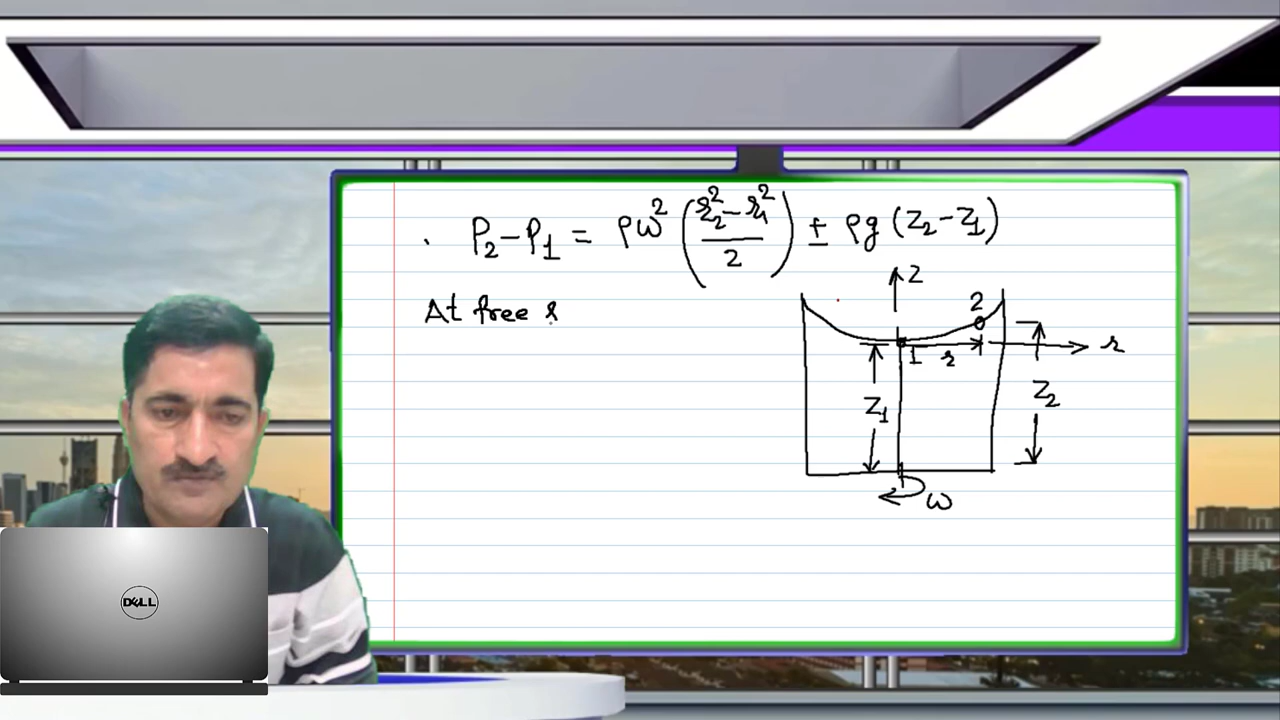 P₂-P₁ = ρω² (r₂²-r₁²/2) ± ρg (Z₂-Z₁)
At free s
Z
2
1
r
r
Z₁
Z₂
ω
DELL